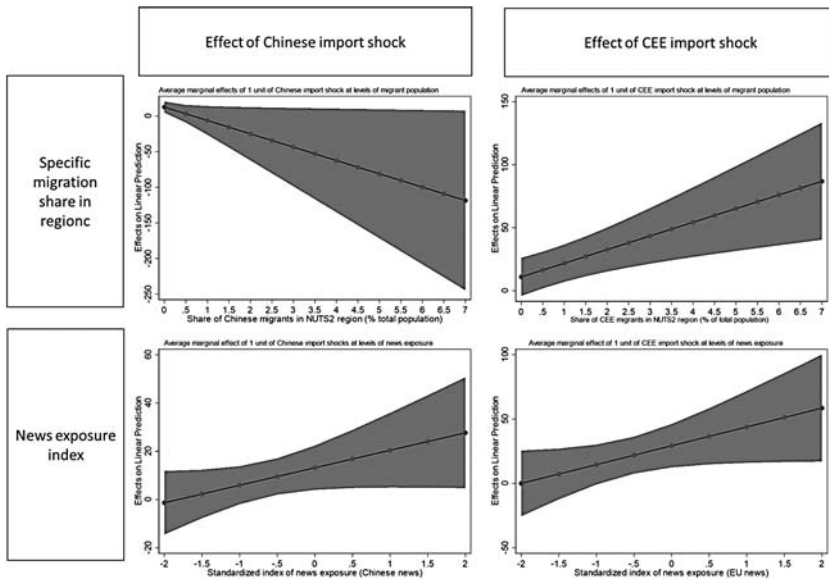 Effect of Chinese import shock
Effect of CEE import shock
Specific
migration
share in
regionc
Average marginal effects of 1 unit of Chinese import shock at levels of migrant population
Effects on Linear Prediction
0
-50
-100
-150
-200
-250
0 .5 1 1.5 2 2.5 3 3.5 4 4.5 5 5.5 6 6.5 7
Share of Chinese migrants in NUTS2 region (% total population)
Average marginal effects of 1 unit of CEE import shock at levels of migrant population
Effects on Linear Prediction
150
100
50
0
0 .5 1 1.5 2 2.5 3 3.5 4 4.5 5 5.5 6 6.5 7
Share of CEE migrants in NUTS2 region (% of total population)
News exposure
index
Average marginal effect of 1 unit of Chinese import shocks at levels of news exposure
Effects on Linear Prediction
60
40
20
0
-20
-2 -1.5 -1 -.5 0 .5 1 1.5 2
Standardized index of news exposure (Chinese news)
Average marginal effect of 1 unit of CEE import shock at levels of news exposure
Effects on Linear Prediction
100
50
0
-50
-2 -1.5 -1 -.5 0 .5 1 1.5 2
Standardized index of news exposure (EU news)